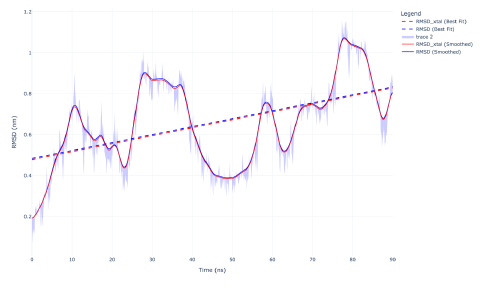 Legend
RMSD_xtal (Best Fit)
RMSD (Best Fit)
trace 2
RMSD_xtal (Smoothed)
RMSD (Smoothed)
1.2
1
0.8
0.6
0.4
0.2
RMSD (nm)
0 10 20 30 40 50 60 70 80 90
Time (ns)